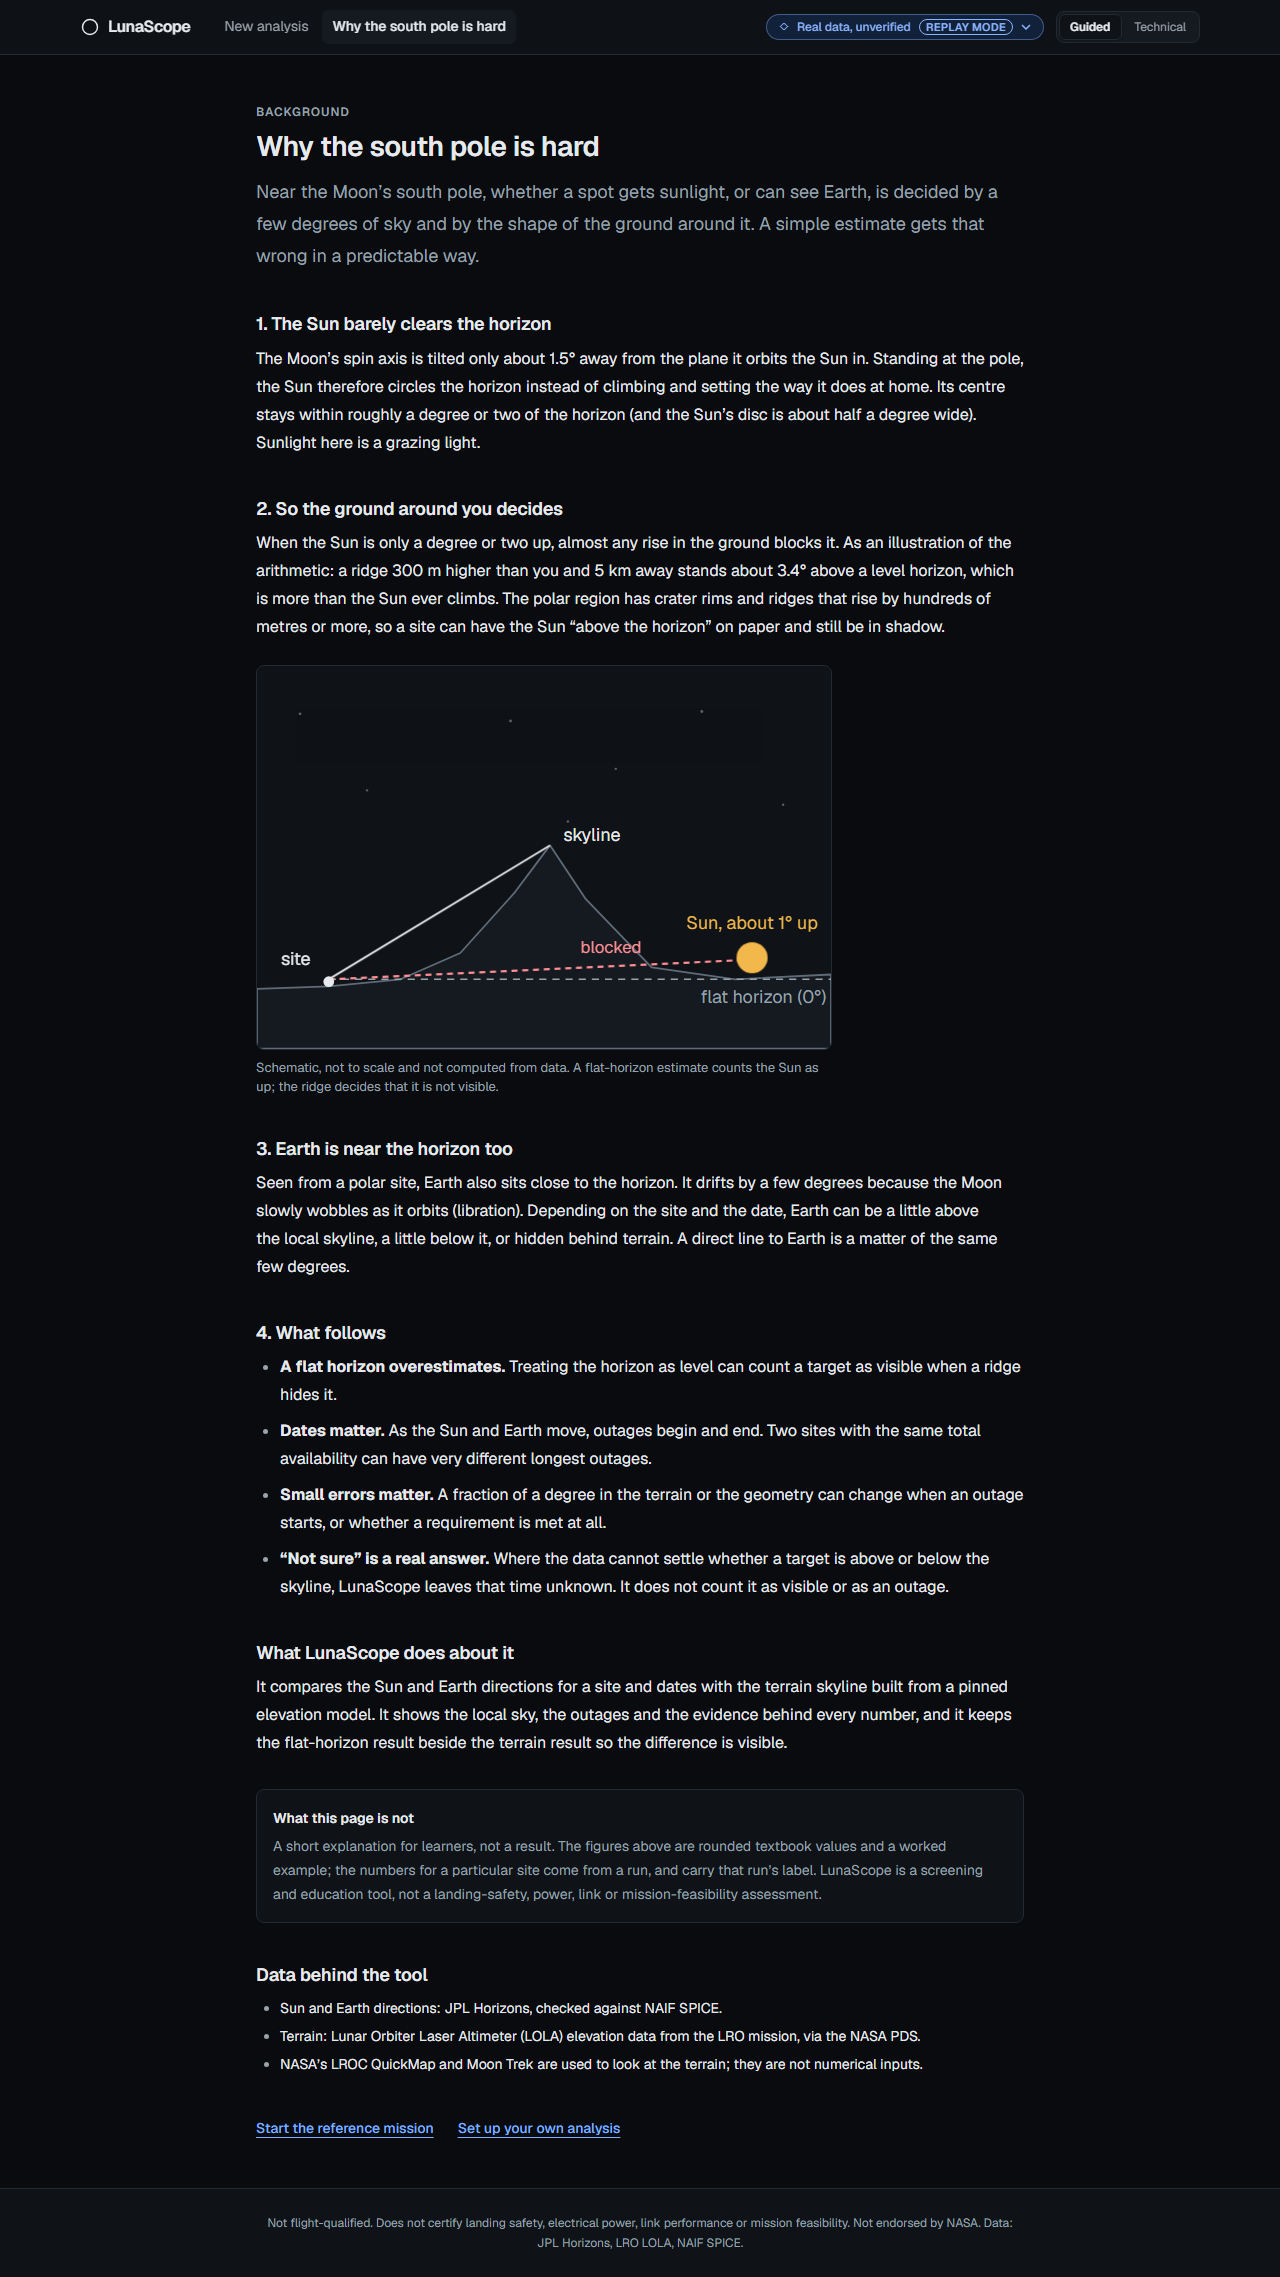 LunaScope New analysis Why the south pole is hard Real data, unverified REPLAY MODE Guided Technical
BACKGROUND
Why the south pole is hard
Near the Moon’s south pole, whether a spot gets sunlight, or can see Earth, is decided by a
few degrees of sky and by the shape of the ground around it. A simple estimate gets that
wrong in a predictable way.
1. The Sun barely clears the horizon
The Moon’s spin axis is tilted only about 1.5° away from the plane it orbits the Sun in. Standing at the pole,
the Sun therefore circles the horizon instead of climbing and setting the way it does at home. Its centre
stays within roughly a degree or two of the horizon (and the Sun’s disc is about half a degree wide).
Sunlight here is a grazing light.
2. So the ground around you decides
When the Sun is only a degree or two up, almost any rise in the ground blocks it. As an illustration of the
arithmetic: a ridge 300 m higher than you and 5 km away stands about 3.4° above a level horizon, which
is more than the Sun ever climbs. The polar region has crater rims and ridges that rise by hundreds of
metres or more, so a site can have the Sun “above the horizon” on paper and still be in shadow.
skyline
Sun, about 1° up
blocked
site
flat horizon (0°)
Schematic, not to scale and not computed from data. A flat-horizon estimate counts the Sun as
up; the ridge decides that it is not visible.
3. Earth is near the horizon too
Seen from a polar site, Earth also sits close to the horizon. It drifts by a few degrees because the Moon
slowly wobbles as it orbits (libration). Depending on the site and the date, Earth can be a little above
the local skyline, a little below it, or hidden behind terrain. A direct line to Earth is a matter of the same
few degrees.
4. What follows
• A flat horizon overestimates. Treating the horizon as level can count a target as visible when a ridge
hides it.
• Dates matter. As the Sun and Earth move, outages begin and end. Two sites with the same total
availability can have very different longest outages.
• Small errors matter. A fraction of a degree in the terrain or the geometry can change when an outage
starts, or whether a requirement is met at all.
• “Not sure” is a real answer. Where the data cannot settle whether a target is above or below the
skyline, LunaScope leaves that time unknown. It does not count it as visible or as an outage.
What LunaScope does about it
It compares the Sun and Earth directions for a site and dates with the terrain skyline built from a pinned
elevation model. It shows the local sky, the outages and the evidence behind every number, and it keeps
the flat-horizon result beside the terrain result so the difference is visible.
What this page is not
A short explanation for learners, not a result. The figures above are rounded textbook values and a worked
example; the numbers for a particular site come from a run, and carry that run’s label. LunaScope is a screening
and education tool, not a landing-safety, power, link or mission-feasibility assessment.
Data behind the tool
• Sun and Earth directions: JPL Horizons, checked against NAIF SPICE.
• Terrain: Lunar Orbiter Laser Altimeter (LOLA) elevation data from the LRO mission, via the NASA PDS.
• NASA’s LROC QuickMap and Moon Trek are used to look at the terrain; they are not numerical inputs.
Start the reference mission Set up your own analysis
Not flight-qualified. Does not certify landing safety, electrical power, link performance or mission feasibility. Not endorsed by NASA. Data:
JPL Horizons, LRO LOLA, NAIF SPICE.